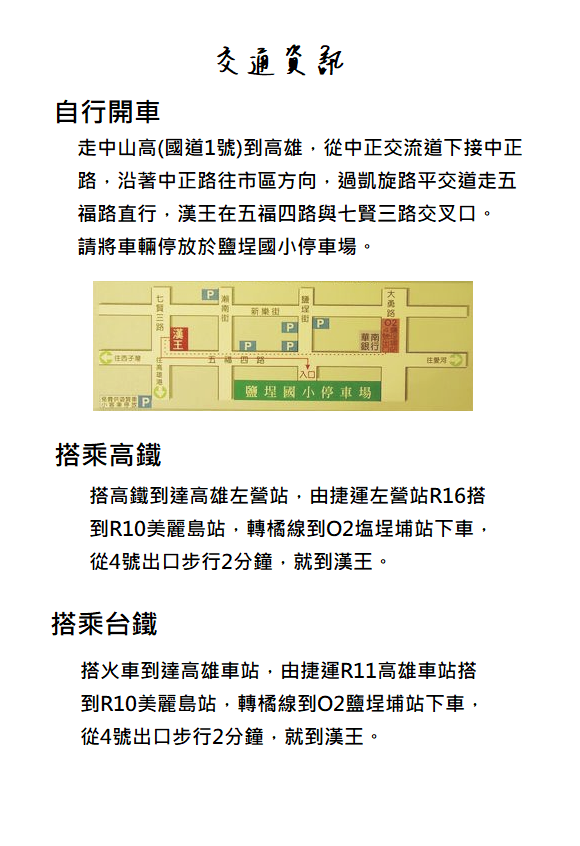 交通資訊
自行開車
走中山高(國道1號)到高雄，從中正交流道下接中正
路，沿著中正路往市區方向，過凱旋路平交道走五
福路直行，漢王在五福四路與七賢三路交叉口。
請將車輛停放於鹽埕國小停車場。
七賢三路
P
瀨南街
新樂街
鹽埕街
P
大勇路
漢王
P
P
P
華南銀行
往西子灣
五福四路
往愛河
入口
鹽埕國小停車場
P
搭乘高鐵
搭高鐵到達高雄左營站，由捷運左營站R16搭
到R10美麗島站，轉橘線到O2塩埕埔站下車，
從4號出口步行2分鐘，就到漢王。
搭乘台鐵
搭火車到達高雄車站，由捷運R11高雄車站搭
到R10美麗島站，轉橘線到O2鹽埕埔站下車，
從4號出口步行2分鐘，就到漢王。